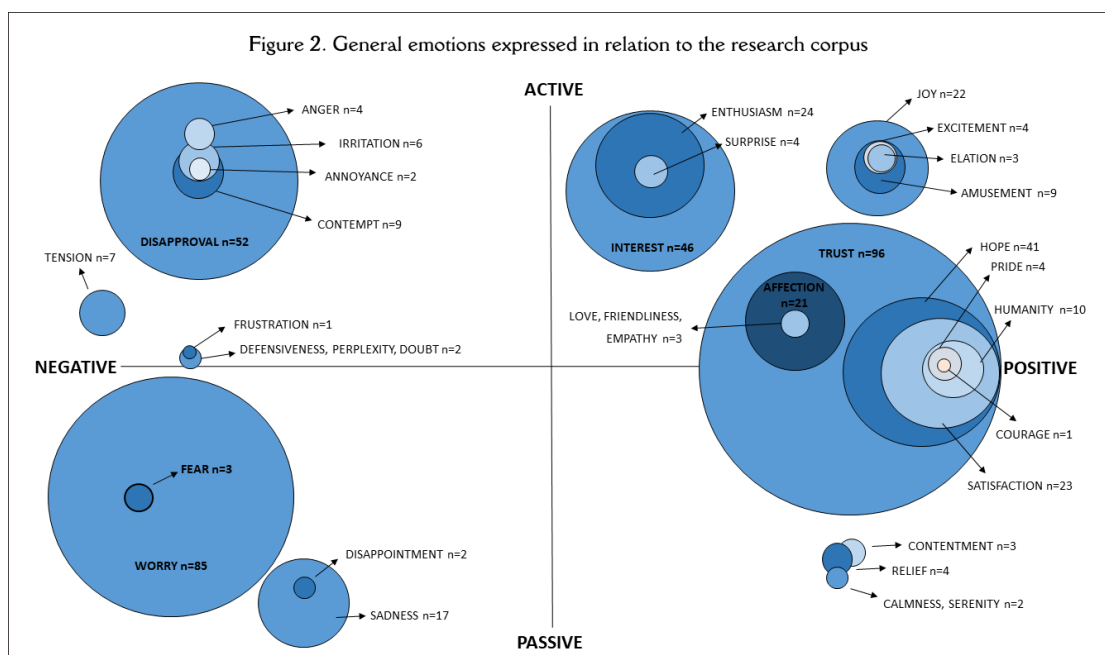 Figure 2. General emotions expressed in relation to the research corpus
ACTIVE
ANGER n=4
IRRITATION n=6
ANNOYANCE n=2
CONTEMPT n=9
DISAPPROVAL n=52
TENSION n=7
FRUSTRATION n=1
DEFENSIVENESS, PERPLEXITY, DOUBT n=2
ENTHUSIASM n=24
SURPRISE n=4
INTEREST n=46
JOY n=22
EXCITEMENT n=4
ELATION n=3
AMUSEMENT n=9
TRUST n=96
HOPE n=41
PRIDE n=4
HUMANITY n=10
AFFECTION
n=21
LOVE, FRIENDLINESS,
EMPATHY n=3
NEGATIVE
POSITIVE
COURAGE n=1
SATISFACTION n=23
FEAR n=3
WORRY n=85
DISAPPOINTMENT n=2
SADNESS n=17
CONTENTMENT n=3
RELIEF n=4
CALMNESS, SERENITY n=2
PASSIVE